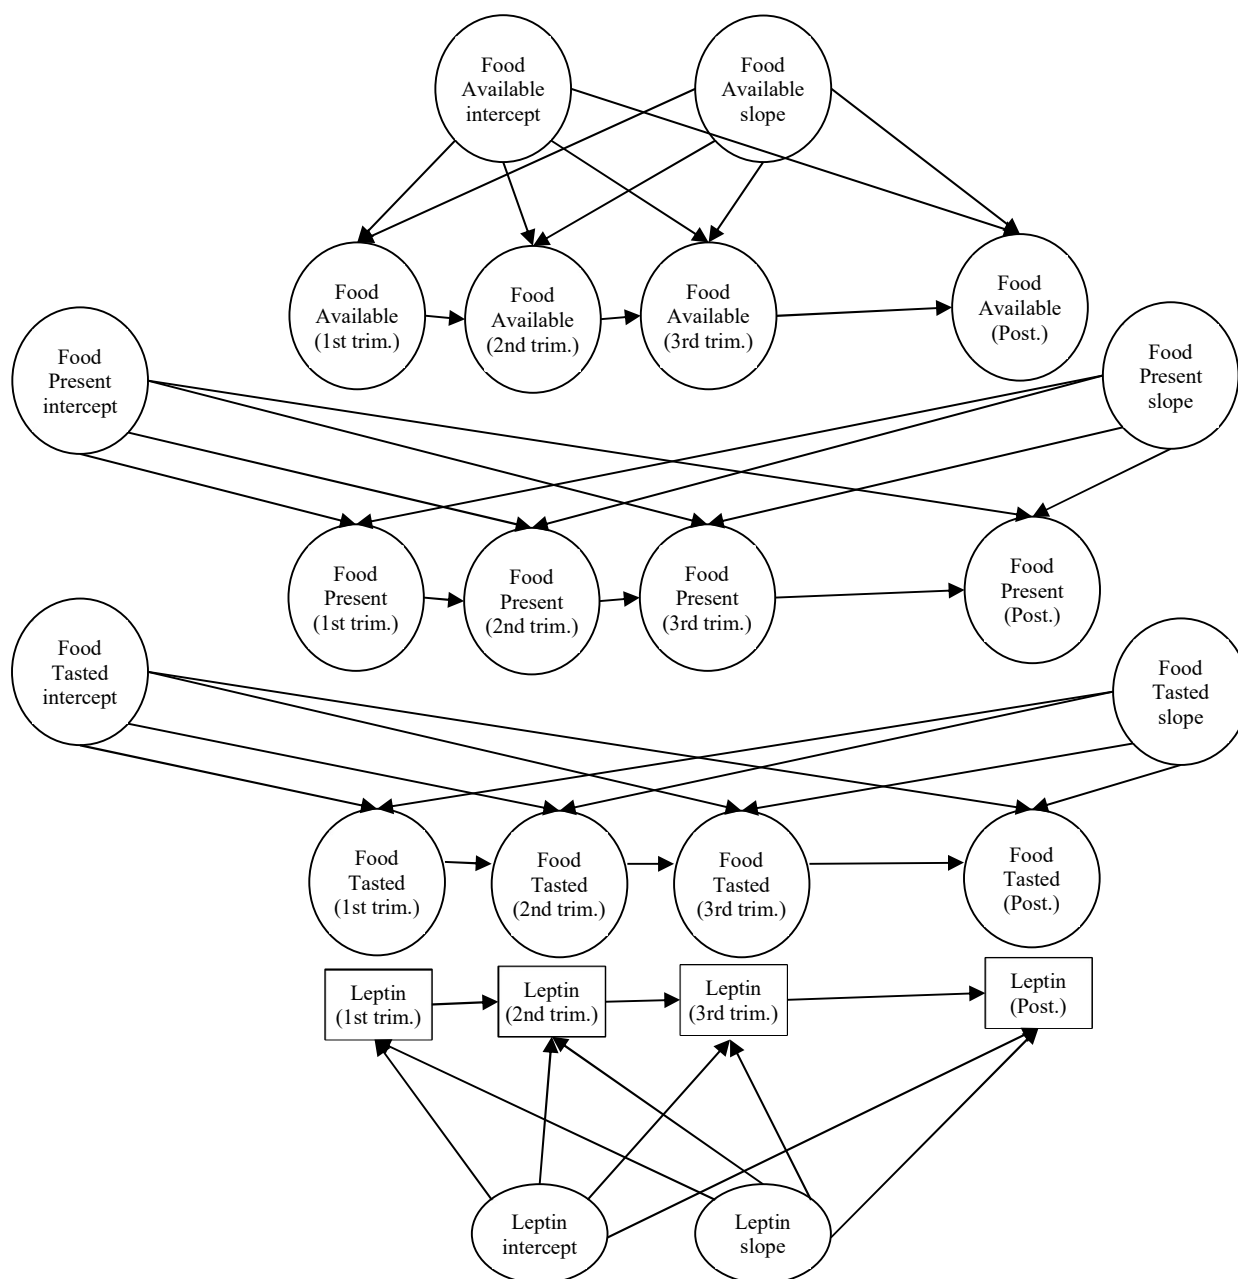 Food
Available
intercept
Food
Available
slope
Food
Available
(1st trim.)
Food
Available
(2nd trim.)
Food
Available
(3rd trim.)
Food
Available
(Post.)
Food
Present
intercept
Food
Present
slope
Food
Present
(1st trim.)
Food
Present
(2nd trim.)
Food
Present
(3rd trim.)
Food
Present
(Post.)
Food
Tasted
intercept
Food
Tasted
slope
Food
Tasted
(1st trim.)
Food
Tasted
(2nd trim.)
Food
Tasted
(3rd trim.)
Food
Tasted
(Post.)
Leptin
(1st trim.)
Leptin
(2nd trim.)
Leptin
(3rd trim.)
Leptin
(Post.)
Leptin
intercept
Leptin
slope